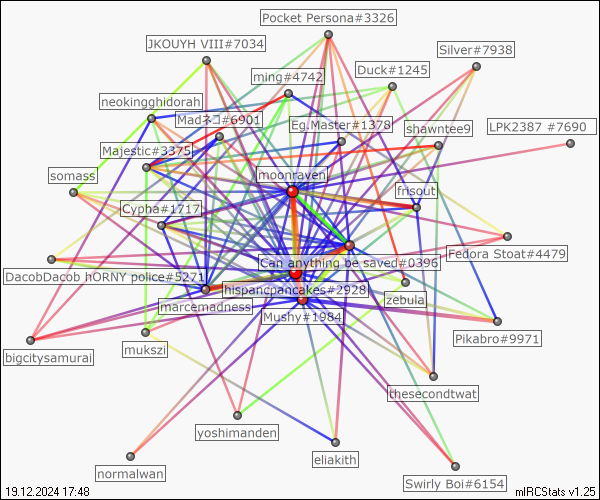 Pocket Persona#3326
JKOUYH VIII#7034
Silver#7938
ming#4742
Duck#1245
neokingghidorah
Madネコ#6901
Eg.Master#1378
shawntee9
LPK2387 #7690
Majestic#3375
somass
moonraven
frisout
Cypha#1717
Fedora Stoat#4479
Can anything be saved#0396
DacobDacob hORNY police#5271
hispancpancakes#2928
zebula
marcemadness
Mushy#1984
Pikabro#9971
bigcitysamurai
mukszi
thesecondtwat
yoshimanden
eliakith
normalwan
Swirly Boi#6154
19.12.2024 17:48
mIRCStats v1.25